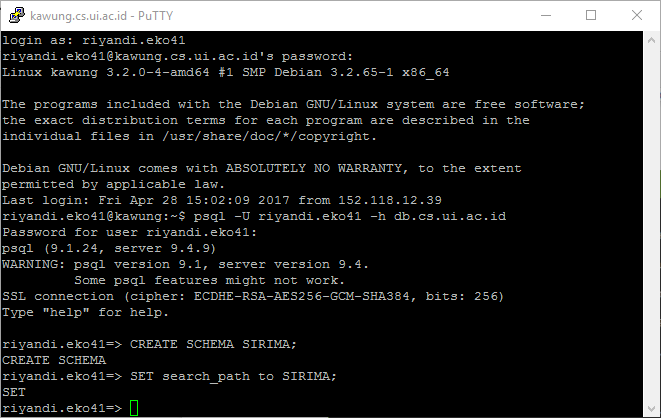 kawung.cs.ui.ac.id - PuTTY
login as: riyandi.eko41
riyandi.eko41@kawung.cs.ui.ac.id's password:
Linux kawung 3.2.0-4-amd64 #1 SMP Debian 3.2.65-1 x86_64
The programs included with the Debian GNU/Linux system are free software;
the exact distribution terms for each program are described in the
individual files in /usr/share/doc/*/copyright.
Debian GNU/Linux comes with ABSOLUTELY NO WARRANTY, to the extent
permitted by applicable law.
Last login: Fri Apr 28 15:02:09 2017 from 152.118.12.39
riyandi.eko41@kawung:~$ psql -U riyandi.eko41 -h db.cs.ui.ac.id
Password for user riyandi.eko41:
psql (9.1.24, server 9.4.9)
WARNING: psql version 9.1, server version 9.4.
         Some psql features might not work.
SSL connection (cipher: ECDHE-RSA-AES256-GCM-SHA384, bits: 256)
Type "help" for help.
riyandi.eko41=> CREATE SCHEMA SIRIMA;
CREATE SCHEMA
riyandi.eko41=> SET search_path to SIRIMA;
SET
riyandi.eko41=>